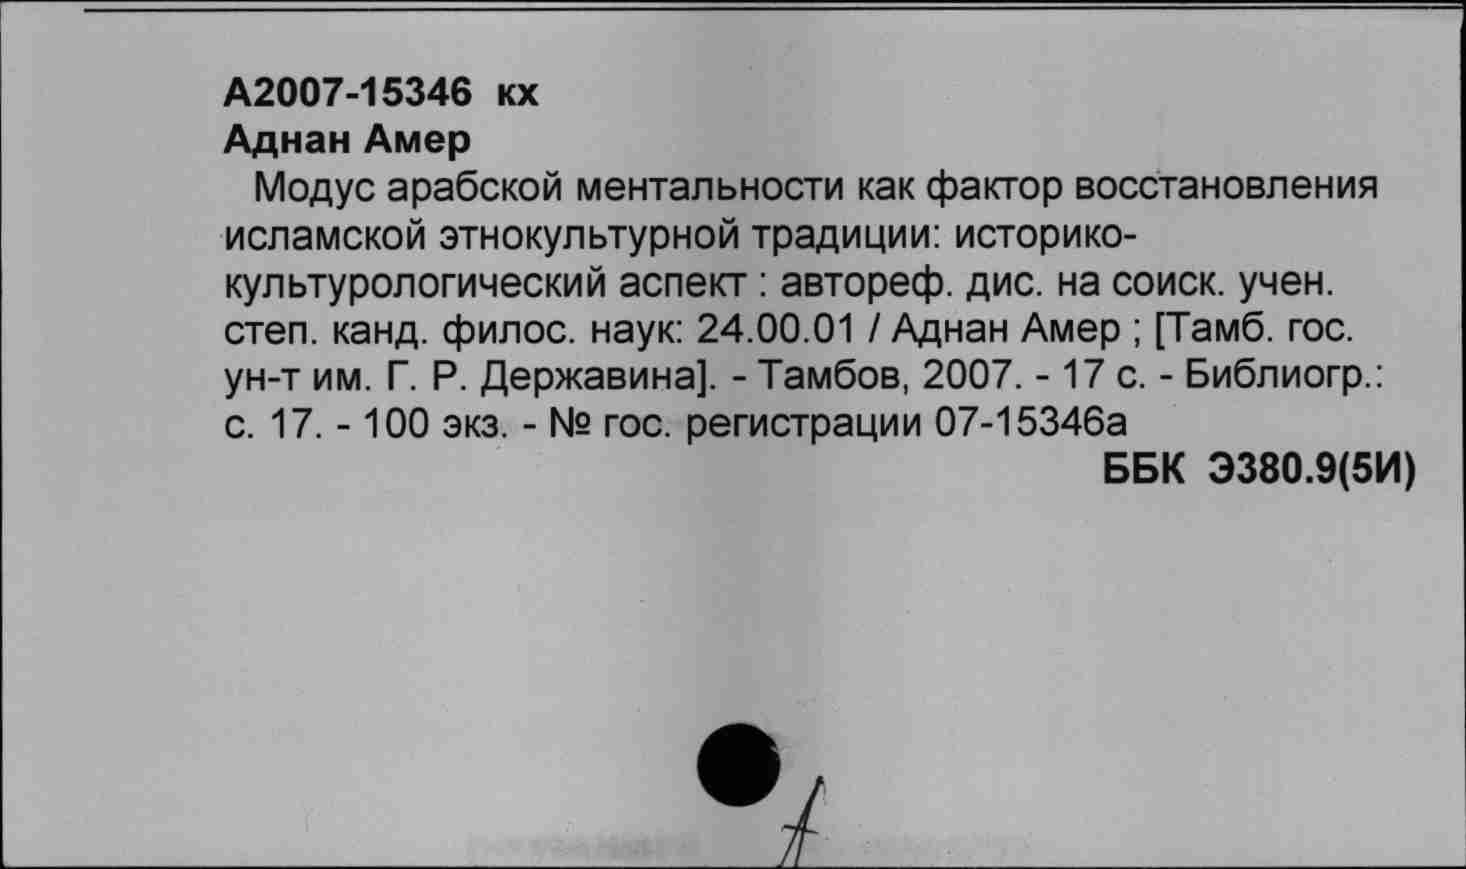 А2007-15346 кх
Аднан Амер
Модус арабской ментальности как фактор восстановления
исламской этнокультурной традиции: историко-
культурологический аспект : автореф. дис. на соиск. учен.
степ. канд. филос. наук: 24.00.01 / Аднан Амер ; [Тамб. гос.
ун-т им. Г. Р. Державина]. - Тамбов, 2007. - 17 с. - Библиогр.:
с. 17. - 100 экз. - № гос. регистрации 07-15346а
ББК Э380.9(5И)